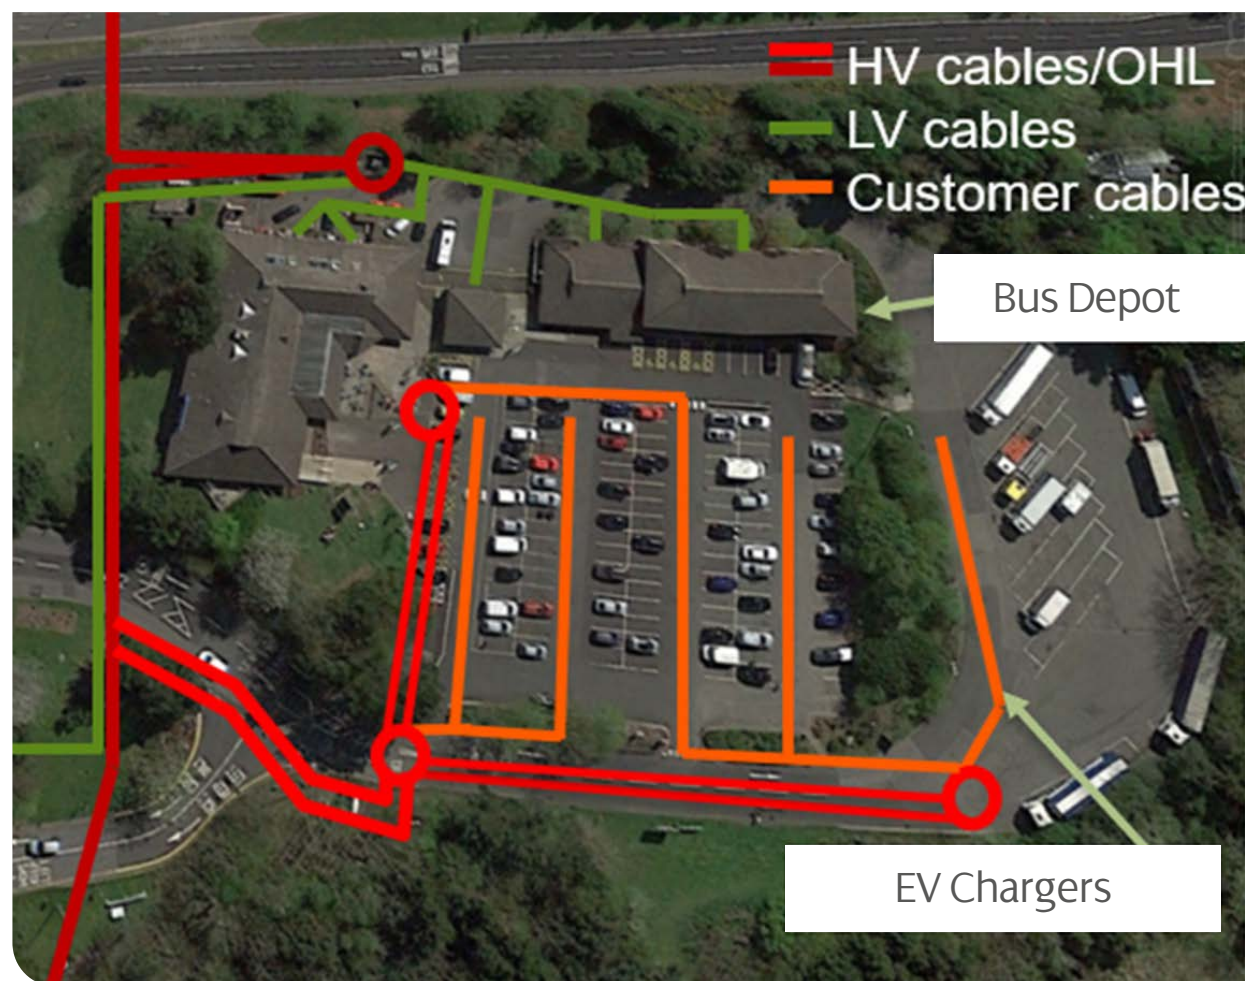 HV cables/OHL
LV cables
Customer cables
Bus Depot
EV Chargers